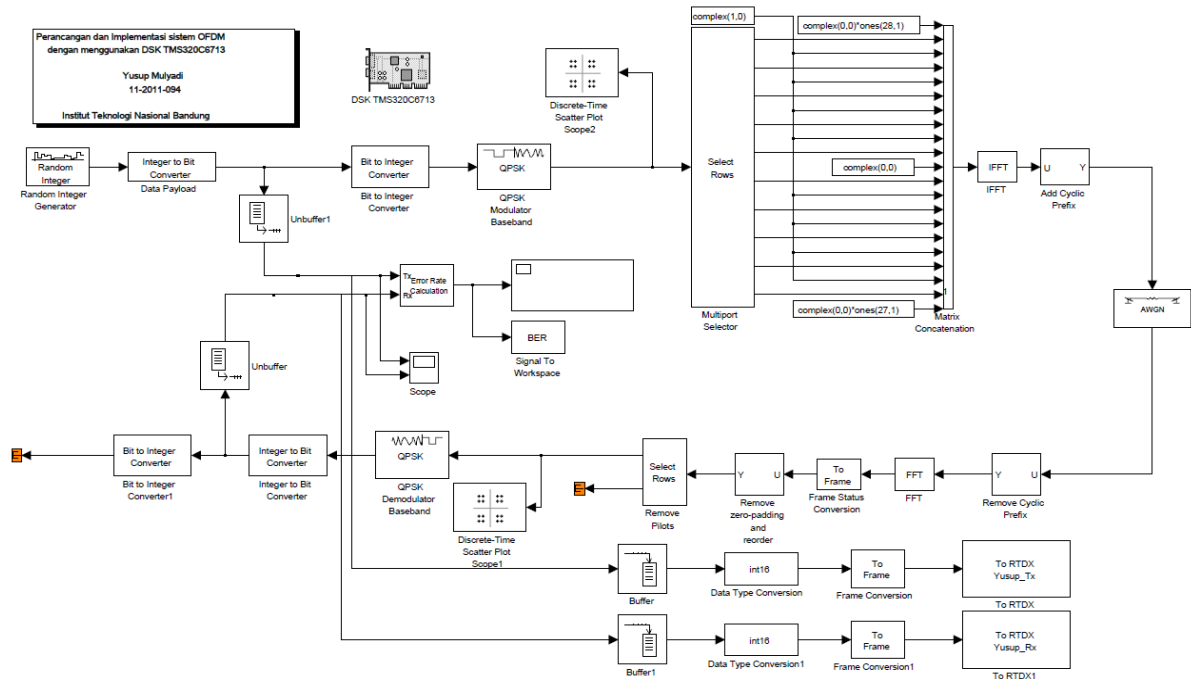 Perancangan dan Implementasi sistem OFDM
dengan menggunakan DSK TMS320C6713
Yusup Mulyadi
11-2011-094
Institut Teknologi Nasional Bandung
DSK TMS320C6713
Discrete-Time
Scatter Plot
Scope2
complex(1,0)
complex(0,0)*ones(28,1)
Random
Integer
Random Integer
Generator
Integer to Bit
Converter
Data Payload
Bit to Integer
Converter
Bit to Integer
Converter
QPSK
QPSK
Modulator
Baseband
Select
Rows
Multiport
Selector
complex(0,0)
complex(0,0)*ones(27,1)
1
Matrix
Concatenation
IFFT
IFFT
U Y
Add Cyclic
Prefix
AWGN
Unbuffer1
Tx
Rx
Error Rate
Calculation
BER
Signal To
Workspace
Scope
Unbuffer
Bit to Integer
Converter
Bit to Integer
Converter1
Integer to Bit
Converter
Integer to Bit
Converter
QPSK
QPSK
Demodulator
Baseband
Discrete-Time
Scatter Plot
Scope1
Select
Rows
Remove
Pilots
Y U
Remove
zero-padding
and
reorder
To
Frame
Frame Status
Conversion
FFT
FFT
Y U
Remove Cyclic
Prefix
Buffer
int16
Data Type Conversion
To
Frame
Frame Conversion
To RTDX
Yusup_Tx
To RTDX
Buffer1
int16
Data Type Conversion1
To
Frame
Frame Conversion1
To RTDX
Yusup_Rx
To RTDX1